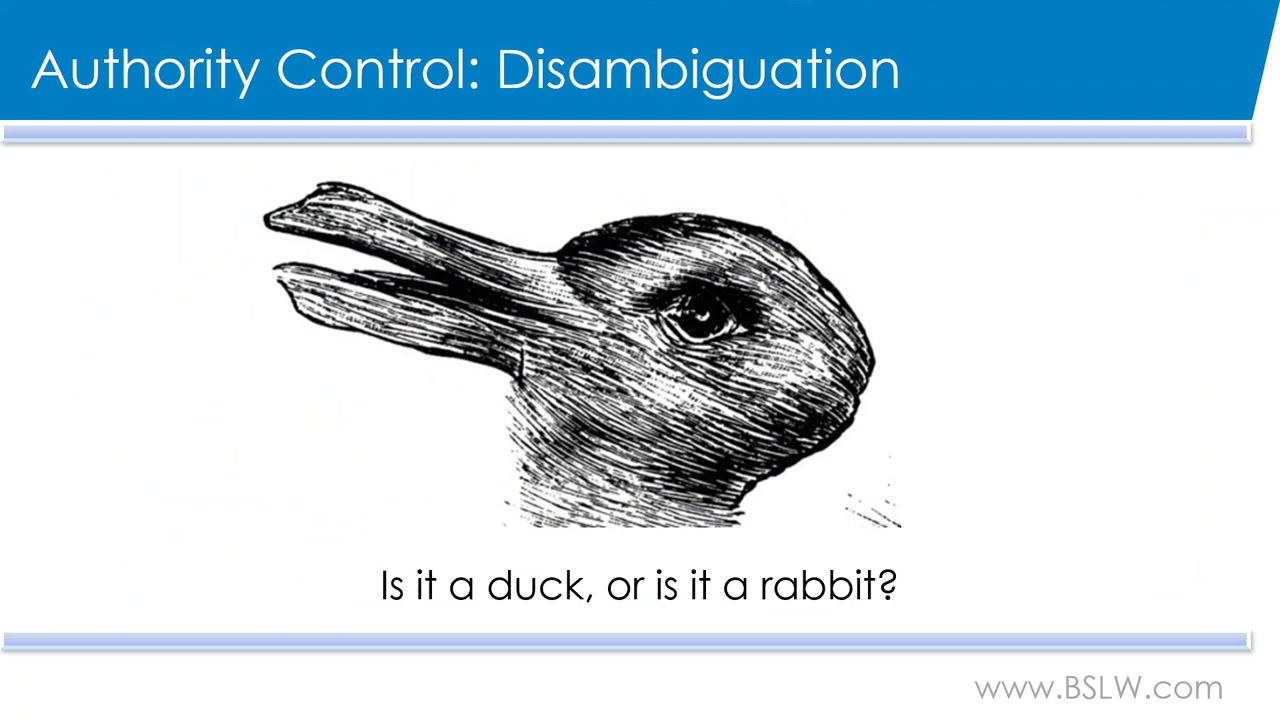 Authority Control: Disambiguation
Is it a duck, or is it a rabbit?
www.BSLW.com